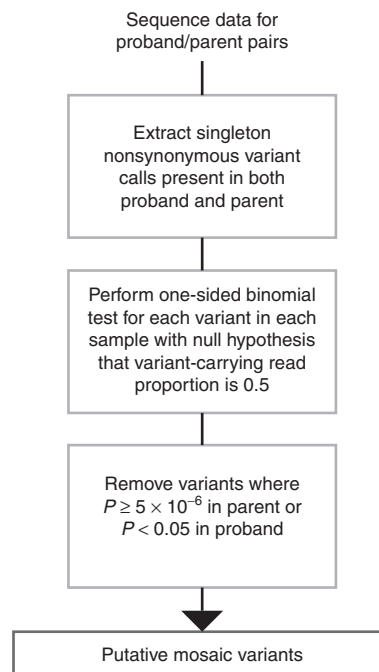 Sequence data for
proband/parent pairs
Extract singleton
nonsynonymous variant
calls present in both
proband and parent
Perform one-sided binomial
test for each variant in each
sample with null hypothesis
that variant-carrying read
proportion is 0.5
Remove variants where
P ≥ 5 × 10⁻⁶ in parent or
P < 0.05 in proband
Putative mosaic variants